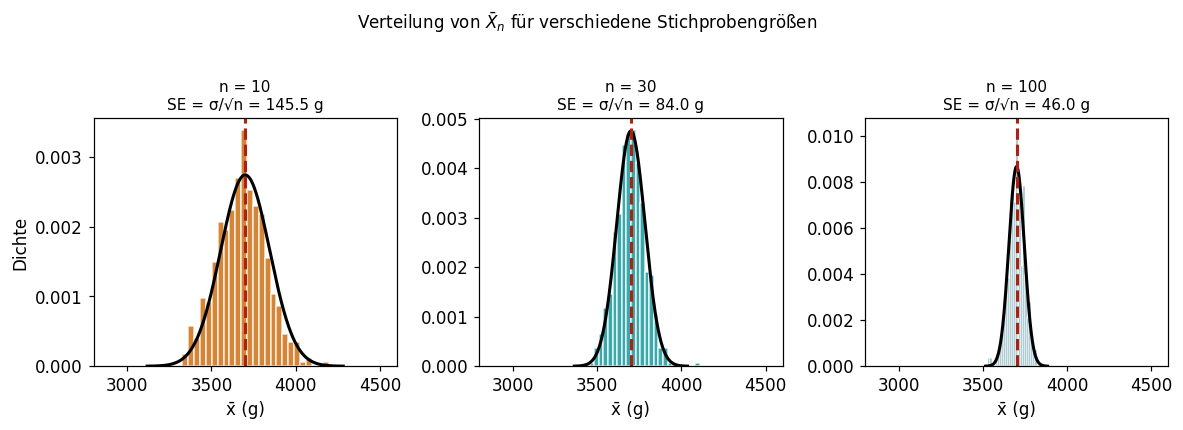 Verteilung von X̄ₙ für verschiedene Stichprobengrößen
n = 10
SE = σ/√n = 145.5 g
n = 30
SE = σ/√n = 84.0 g
n = 100
SE = σ/√n = 46.0 g
Dichte
0.003
0.002
0.001
0.000
3000 3500 4000 4500
x̄ (g)
0.005
0.004
0.003
0.002
0.001
0.000
3000 3500 4000 4500
x̄ (g)
0.010
0.008
0.006
0.004
0.002
0.000
3000 3500 4000 4500
x̄ (g)